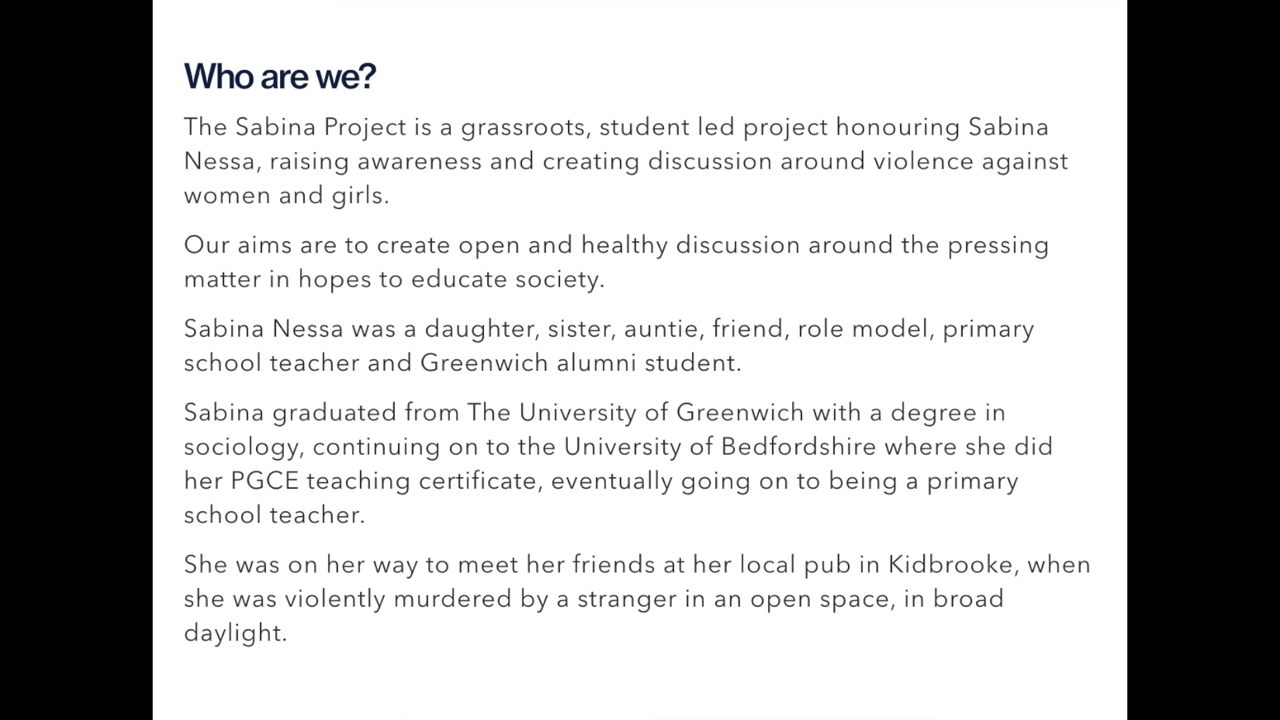 Who are we?
The Sabina Project is a grassroots, student led project honouring Sabina
Nessa, raising awareness and creating discussion around violence against
women and girls.
Our aims are to create open and healthy discussion around the pressing
matter in hopes to educate society.
Sabina Nessa was a daughter, sister, auntie, friend, role model, primary
school teacher and Greenwich alumni student.
Sabina graduated from The University of Greenwich with a degree in
sociology, continuing on to the University of Bedfordshire where she did
her PGCE teaching certificate, eventually going on to being a primary
school teacher.
She was on her way to meet her friends at her local pub in Kidbrooke, when
she was violently murdered by a stranger in an open space, in broad
daylight.